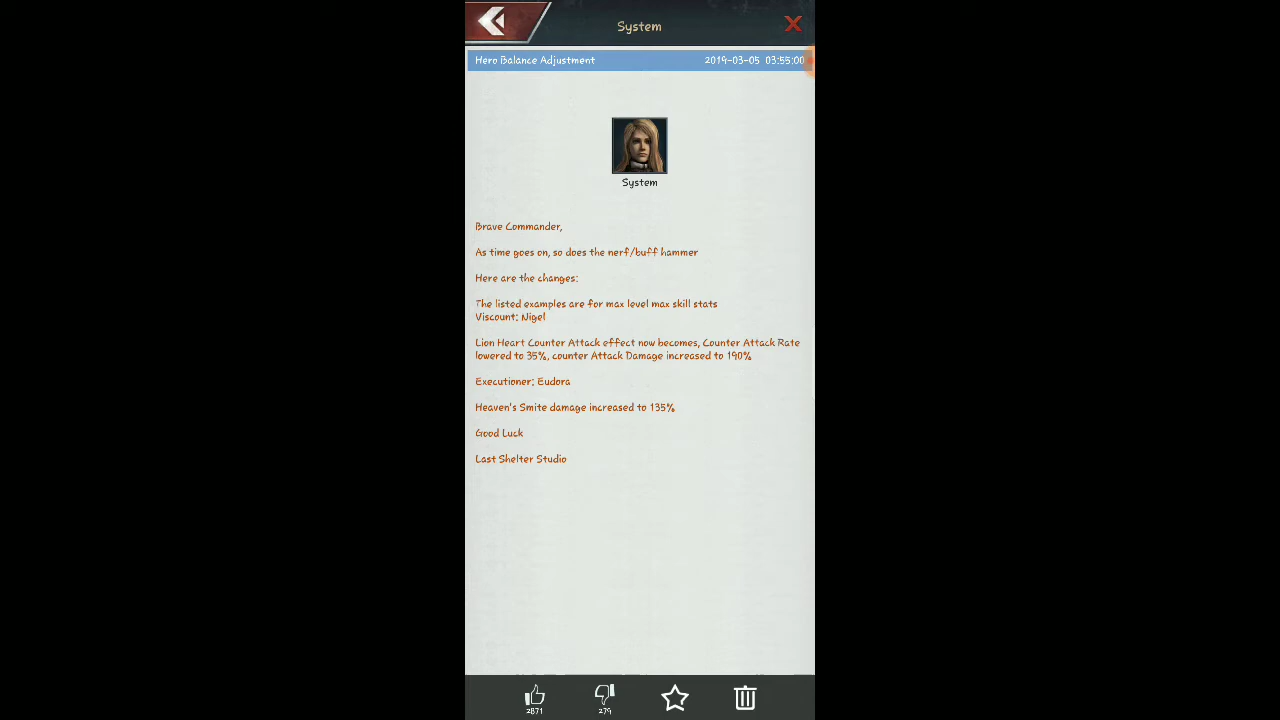 System
Hero Balance Adjustment 2019-03-05 03:55:00
System
Brave Commander,
As time goes on, so does the nerf/buff hammer
Here are the changes:
The listed examples are for max level max skill stats
Viscount: Nigel
Lion Heart Counter Attack effect now becomes, Counter Attack Rate
lowered to 35%, counter Attack Damage increased to 190%
Executioner: Eudora
Heaven's Smite damage increased to 135%
Good Luck
Last Shelter Studio
2871 279